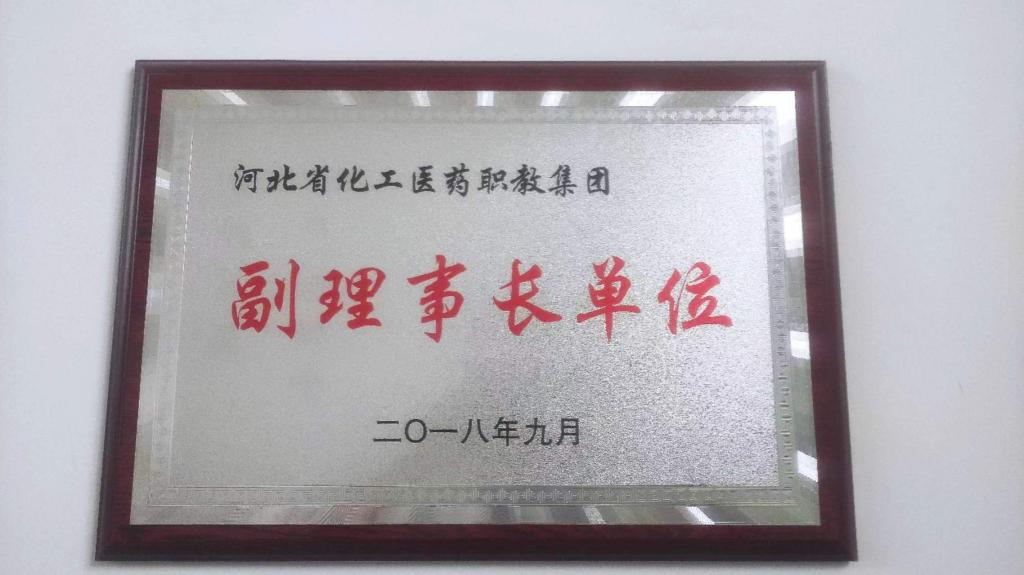 河北省化工医药职教集团
副理事长单位
二〇一八年九月